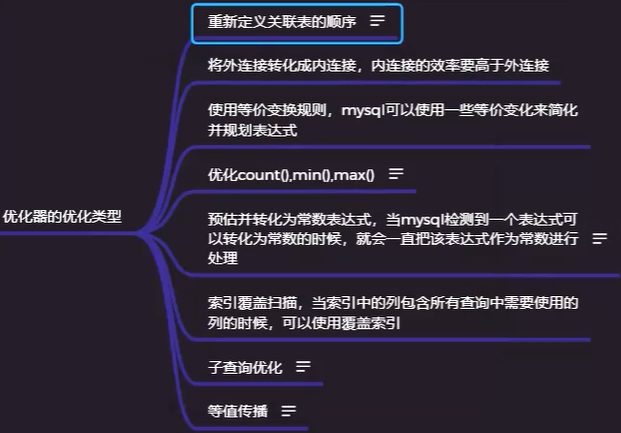 重新定义关联表的顺序
将外连接转化成内连接，内连接的效率要高于外连接
使用等价变换规则，mysql可以使用一些等价变化来简化
并规划表达式
优化count(),min(),max()
优化器的优化类型
预估并转化为常数表达式，当mysql检测到一个表达式可
以转化为常数的时候，就会一直把该表达式作为常数进行
处理
索引覆盖扫描，当索引中的列包含所有查询中需要使用的
列的时候，可以使用覆盖索引
子查询优化
等值传播